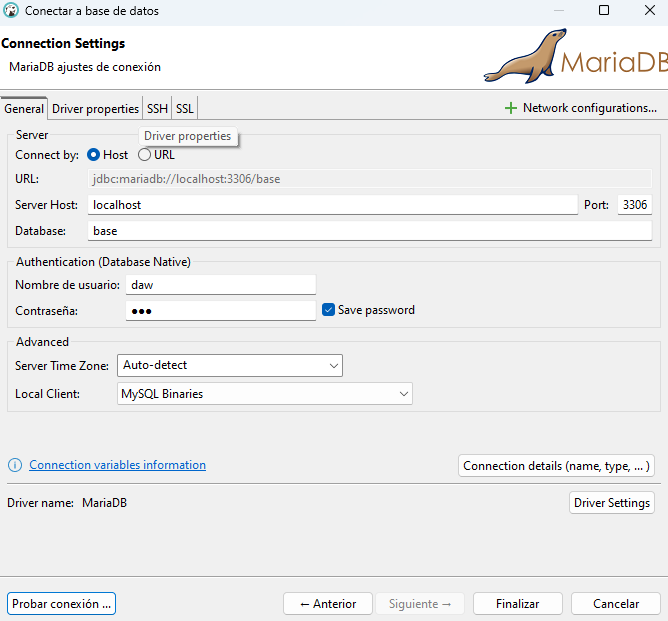 Conectar a base de datos
Connection Settings
MariaDB ajustes de conexión
MariaDB
General Driver properties SSH SSL
Network configurations...
Server
Driver properties
Connect by: Host URL
URL: jdbc:mariadb://localhost:3306/base
Server Host: localhost Port: 3306
Database: base
Authentication (Database Native)
Nombre de usuario: daw
Contraseña: ●●● Save password
Advanced
Server Time Zone: Auto-detect
Local Client: MySQL Binaries
Connection variables information
Connection details (name, type, ... )
Driver name: MariaDB
Driver Settings
Probar conexión ... ← Anterior Siguiente → Finalizar Cancelar